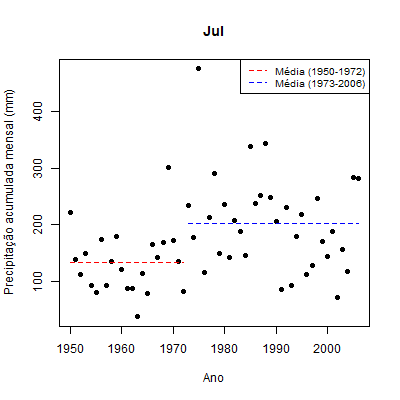 Jul
Média (1950-1972)
Média (1973-2006)
Precipitação acumulada mensal (mm)
400
300
200
100
1950 1960 1970 1980 1990 2000
Ano